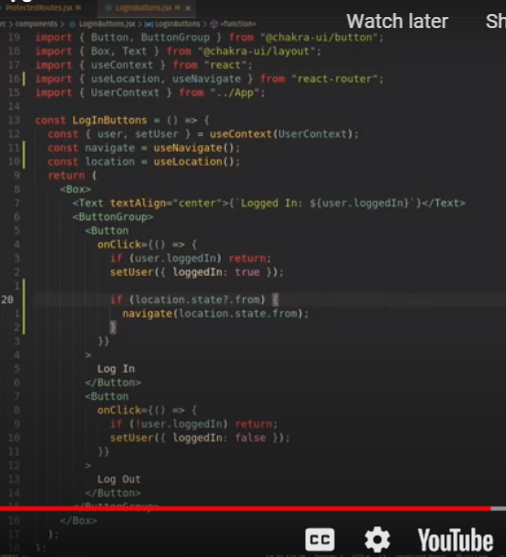 ProtectedRoutes.jsx M LogInButtons.jsx M
Watch later
components > LogInButtons.jsx > LogInButtons > <function>
19 import { Button, ButtonGroup } from "@chakra-ui/button";
18 import { Box, Text } from "@chakra-ui/layout";
17 import { useContext } from "react";
16 import { useLocation, useNavigate } from "react-router";
15 import { UserContext } from "../App";
14
13 const LogInButtons = () => {
12 const { user, setUser } = useContext(UserContext);
11 const navigate = useNavigate();
10 const location = useLocation();
9 return (
8 <Box>
7 <Text textAlign="center">{`Logged In: ${user.loggedIn}`}</Text>
6 <ButtonGroup>
5 <Button
4 onClick={() => {
3 if (user.loggedIn) return;
2 setUser({ loggedIn: true });
1
20 if (location.state?.from) {
1 navigate(location.state.from);
2 }
3 }}
4 >
5 Log In
6 </Button>
7 <Button
8 onClick={() => {
9 if (!user.loggedIn) return;
10 setUser({ loggedIn: false });
11 }}
12 >
13 Log Out
14 </Button>
15 </ButtonGroup>
16 </Box>
17 );
18 };
CC YouTube